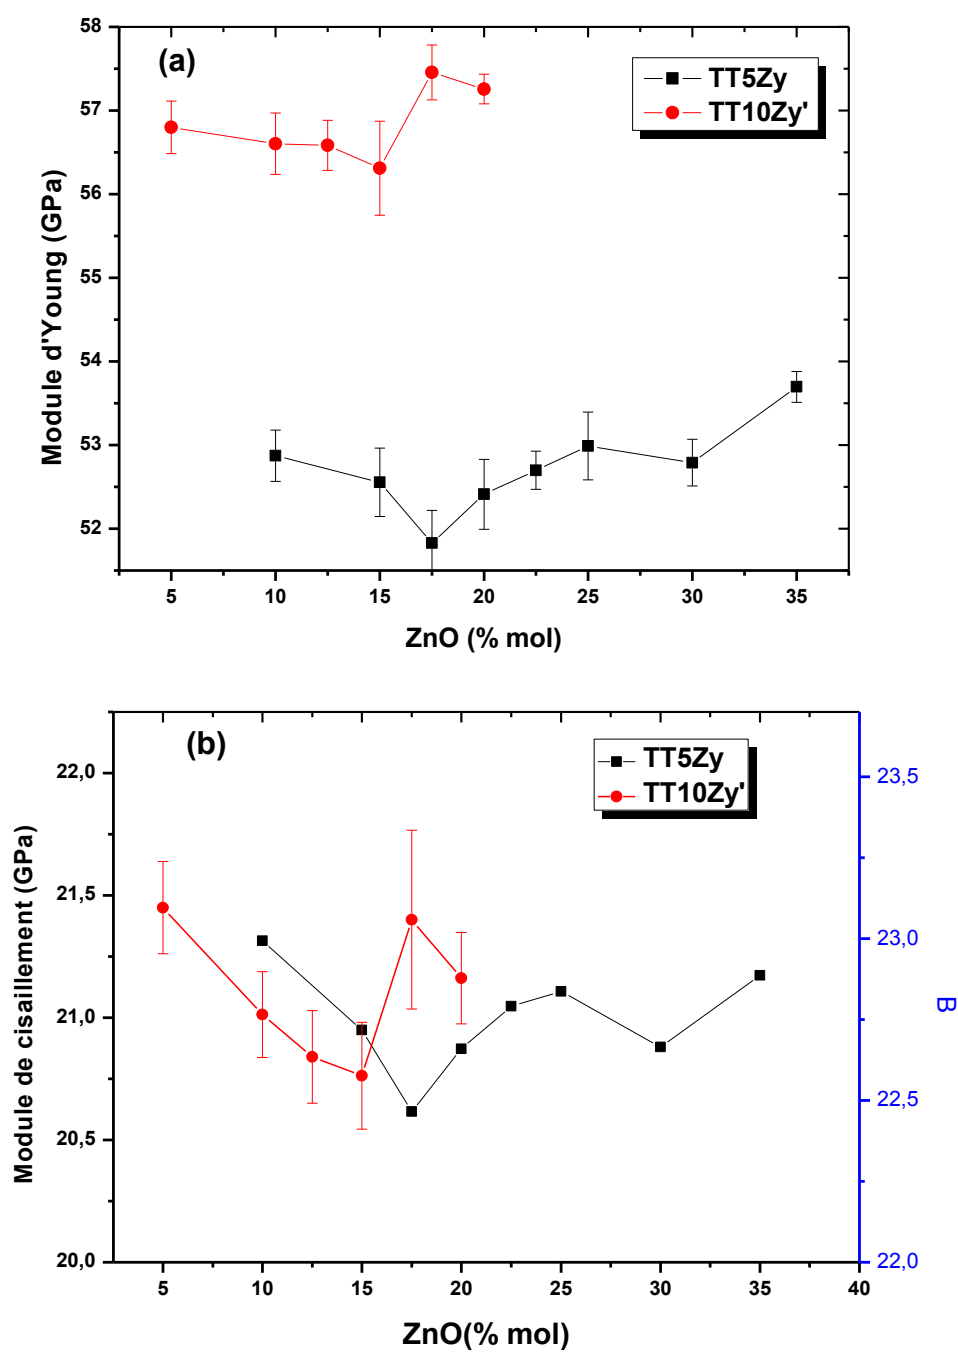 (a)
TT5Zy
TT10Zy'
58
57
56
55
54
53
52
Module d'Young (GPa)
5 10 15 20 25 30 35
ZnO (% mol)
(b)
TT5Zy
TT10Zy'
22,0
21,5
21,0
20,5
20,0
Module de cisaillement (GPa)
23,5
23,0
22,5
22,0
B
5 10 15 20 25 30 35 40
ZnO(% mol)